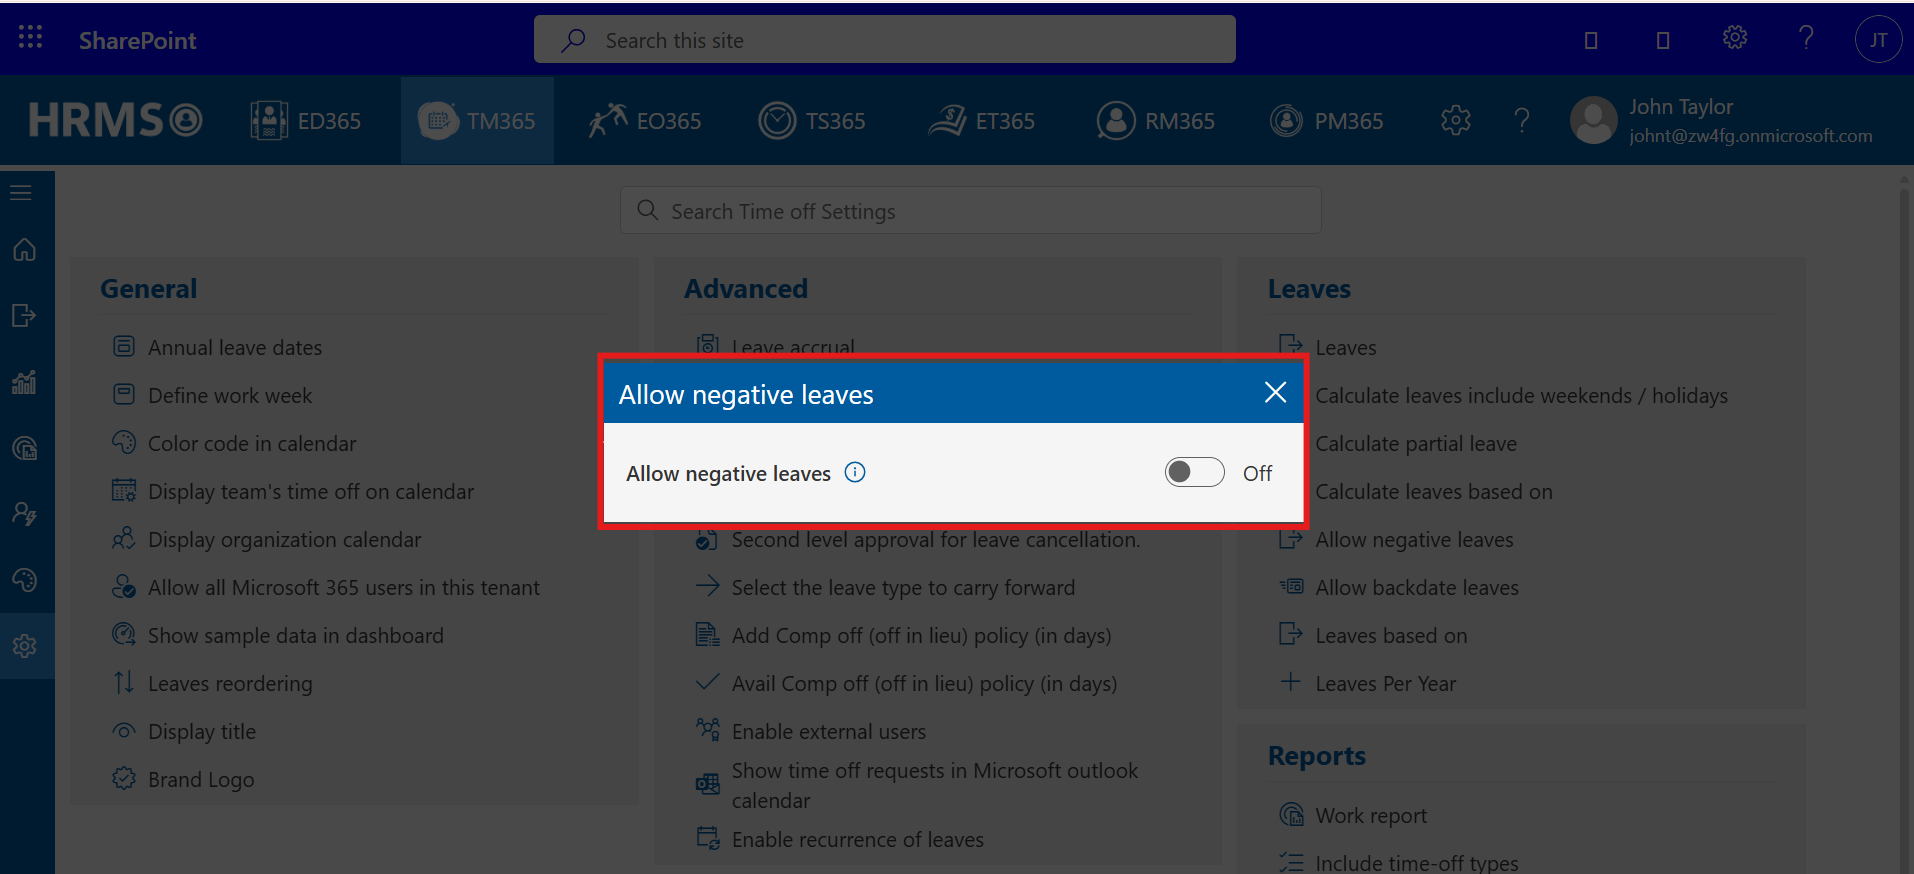 SharePoint
Search this site
JT
HRMS
ED365
TM365
EO365
TS365
ET365
RM365
PM365
John Taylor
johnt@zw4fg.onmicrosoft.com
Search Time off Settings
General
Annual leave dates
Define work week
Color code in calendar
Display team's time off on calendar
Display organization calendar
Allow all Microsoft 365 users in this tenant
Show sample data in dashboard
Leaves reordering
Display title
Brand Logo
Advanced
Leave accrual
Allow negative leaves
Allow negative leaves
Off
Second level approval for leave cancellation.
Select the leave type to carry forward
Add Comp off (off in lieu) policy (in days)
Avail Comp off (off in lieu) policy (in days)
Enable external users
Show time off requests in Microsoft outlook
calendar
Enable recurrence of leaves
Leaves
Leaves
Calculate leaves include weekends / holidays
Calculate partial leave
Calculate leaves based on
Allow negative leaves
Allow backdate leaves
Leaves based on
Leaves Per Year
Reports
Work report
Include time-off types